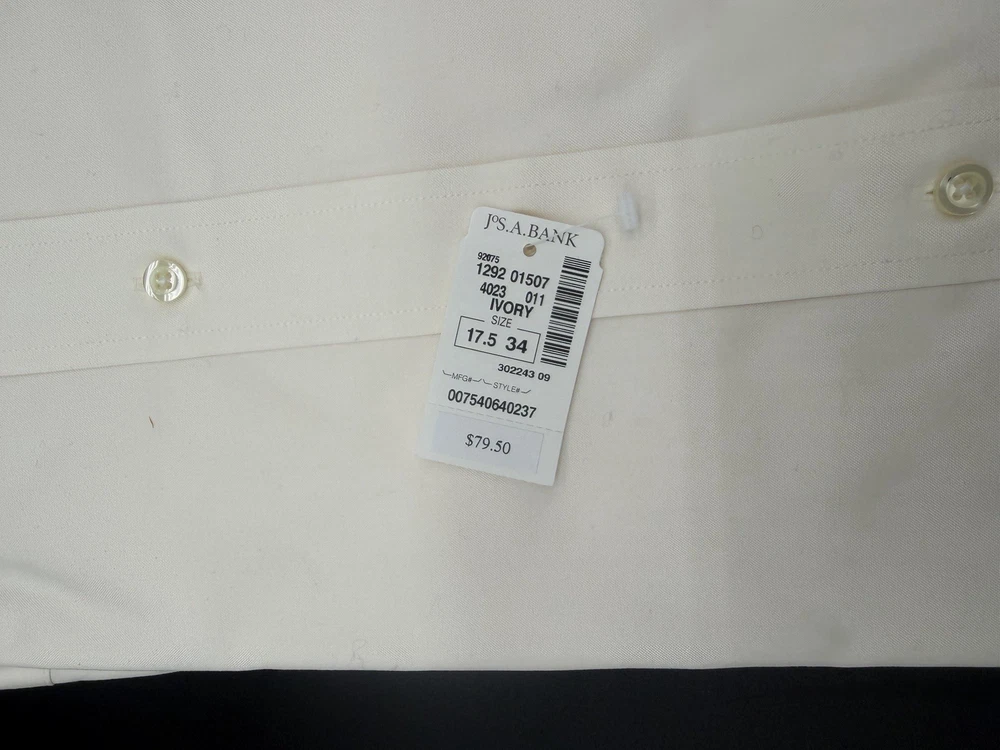 JOS.A.BANK
92075
1292 01507
4023 011
IVORY
SIZE
17.5 34
302243 09
MFG# STYLE#
007540640237
$79.50